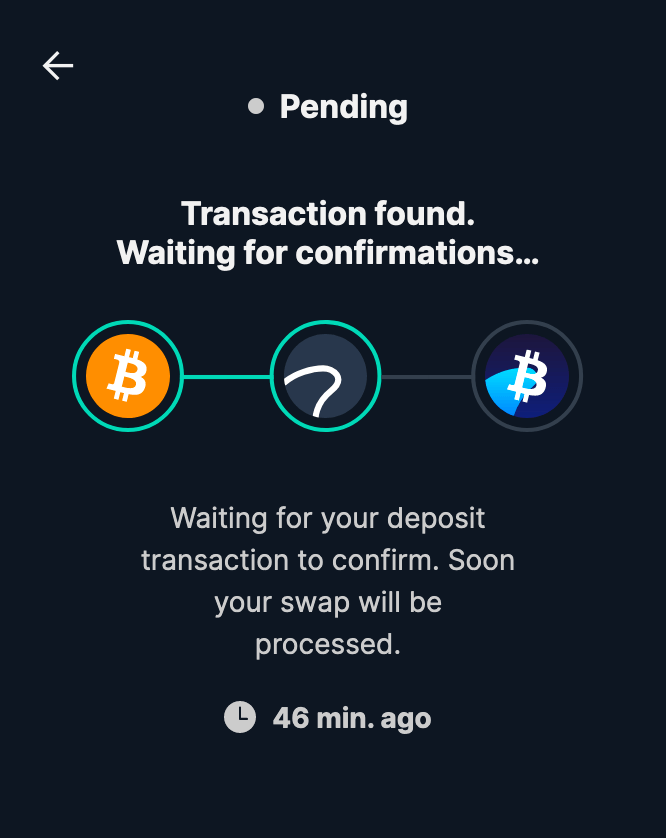 Pending
Transaction found.
Waiting for confirmations...
Waiting for your deposit
transaction to confirm. Soon
your swap will be
processed.
46 min. ago